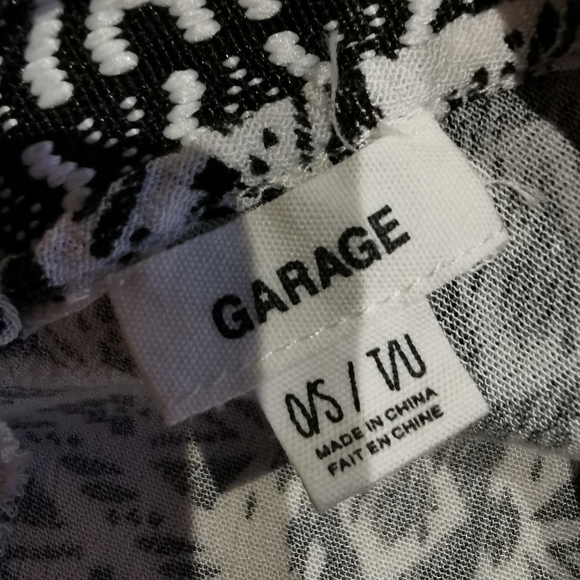 GARAGE
O/S / T/U
MADE IN CHINA
FAIT EN CHINE